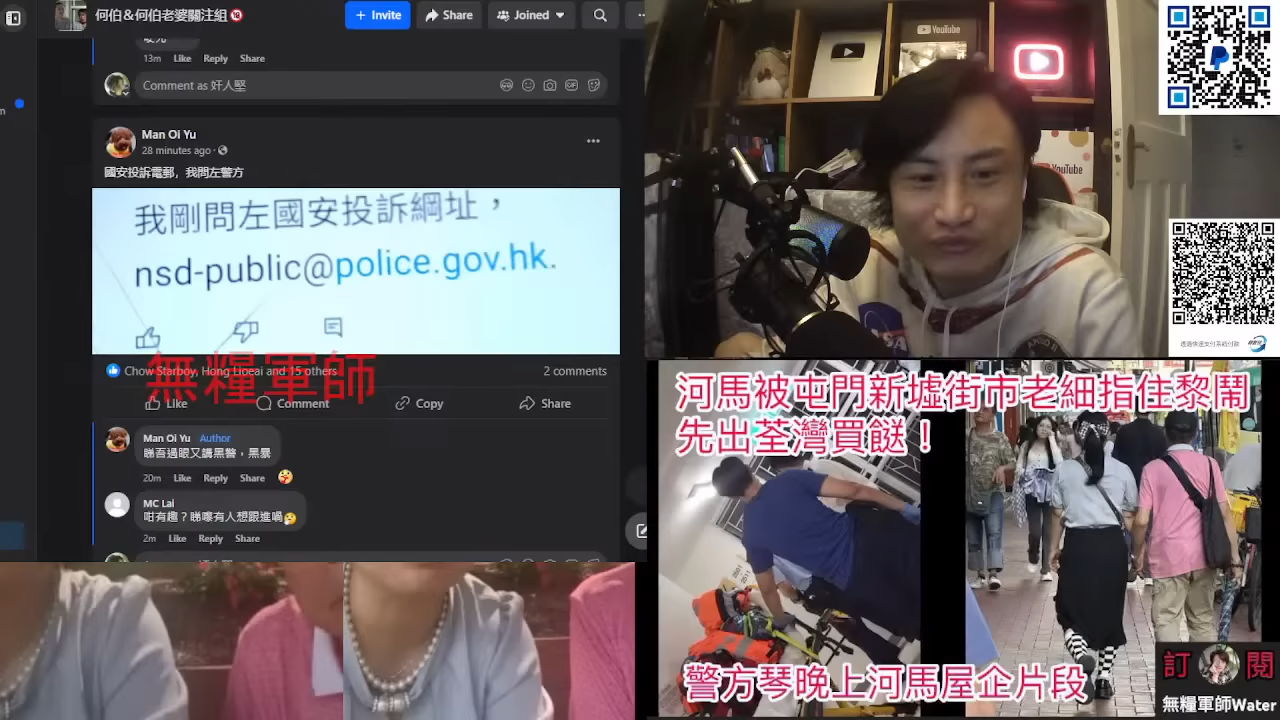 何伯&何伯老婆關注組🔞
+ Invite
Share
Joined
13m Like Reply Share
Comment as 奸人堅
Man Oi Yu
28 minutes ago ·
國安投訴電郵，我問左警方
我剛問左國安投訴綱址，
nsd-public@police.gov.hk.
Chow Starboy, Hong Lioeai and 15 others
2 comments
無糧軍師
Like
Comment
Copy
Share
Man Oi Yu Author
睇吾過眼又講黑警，黑暴
20m Like Reply Share
MC Lai
咁有趣？睇嚟有人想跟進喎🤔
2m Like Reply Share
YouTube
YouTube
河馬被屯門新墟街市老細指住黎鬧
先出荃灣買餸！
警方琴晚上河馬屋企片段
訂
閱
無糧軍師Water